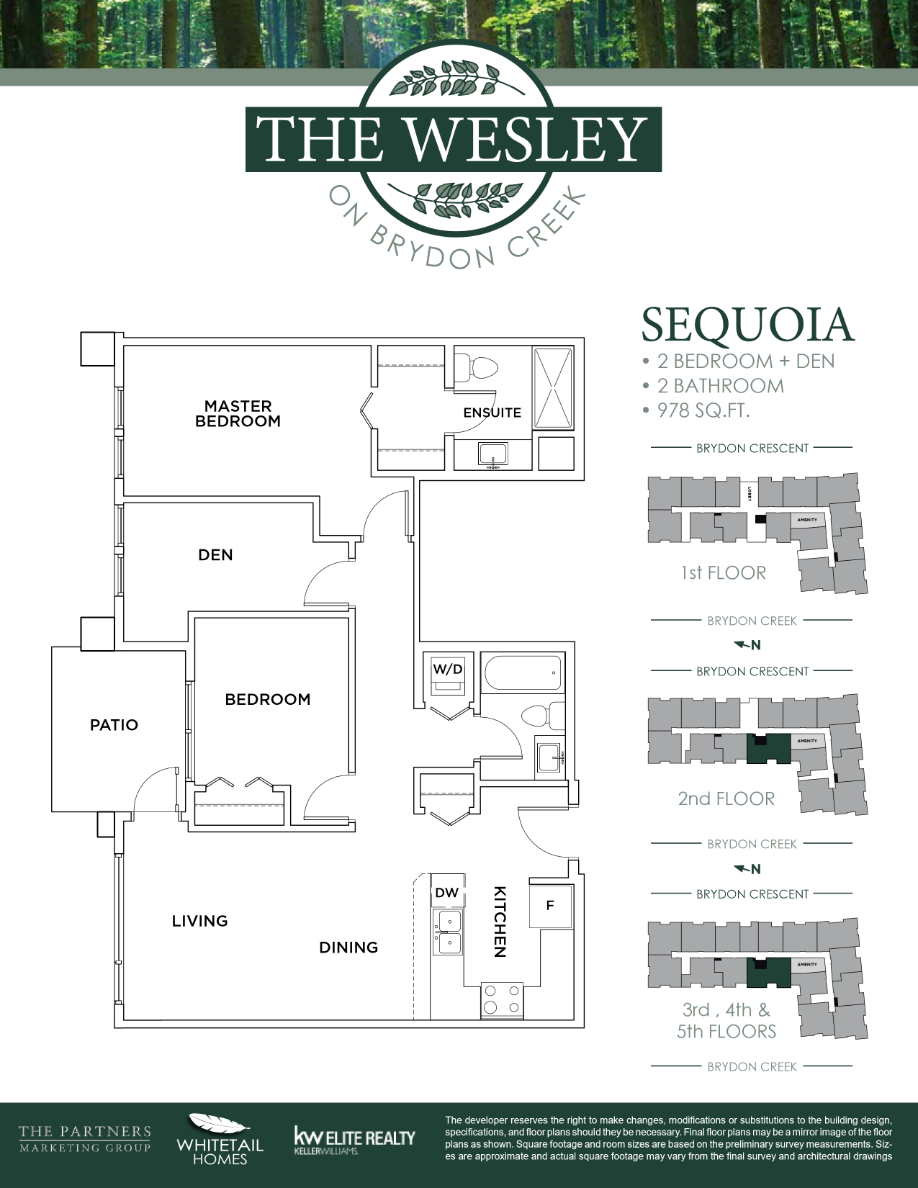 THE WESLEY
ON BRYDON CREEK
SEQUOIA
• 2 BEDROOM + DEN
• 2 BATHROOM
• 978 SQ.FT.
MASTER
BEDROOM
ENSUITE
DEN
W/D
BEDROOM
PATIO
LIVING
DINING
DW
KITCHEN
F
BRYDON CRESCENT
LOBBY
AMENITY
1st FLOOR
BRYDON CREEK
N
BRYDON CRESCENT
AMENITY
2nd FLOOR
BRYDON CREEK
N
BRYDON CRESCENT
AMENITY
3rd , 4th &
5th FLOORS
BRYDON CREEK
THE PARTNERS
MARKETING GROUP
WHITETAIL
HOMES
kw ELITE REALTY
KELLERWILLIAMS.
The developer reserves the right to make changes, modifications or substitutions to the building design,
specifications, and floor plans should they be necessary. Final floor plans may be a mirror image of the floor
plans as shown. Square footage and room sizes are based on the preliminary survey measurements. Siz-
es are approximate and actual square footage may vary from the final survey and architectural drawings